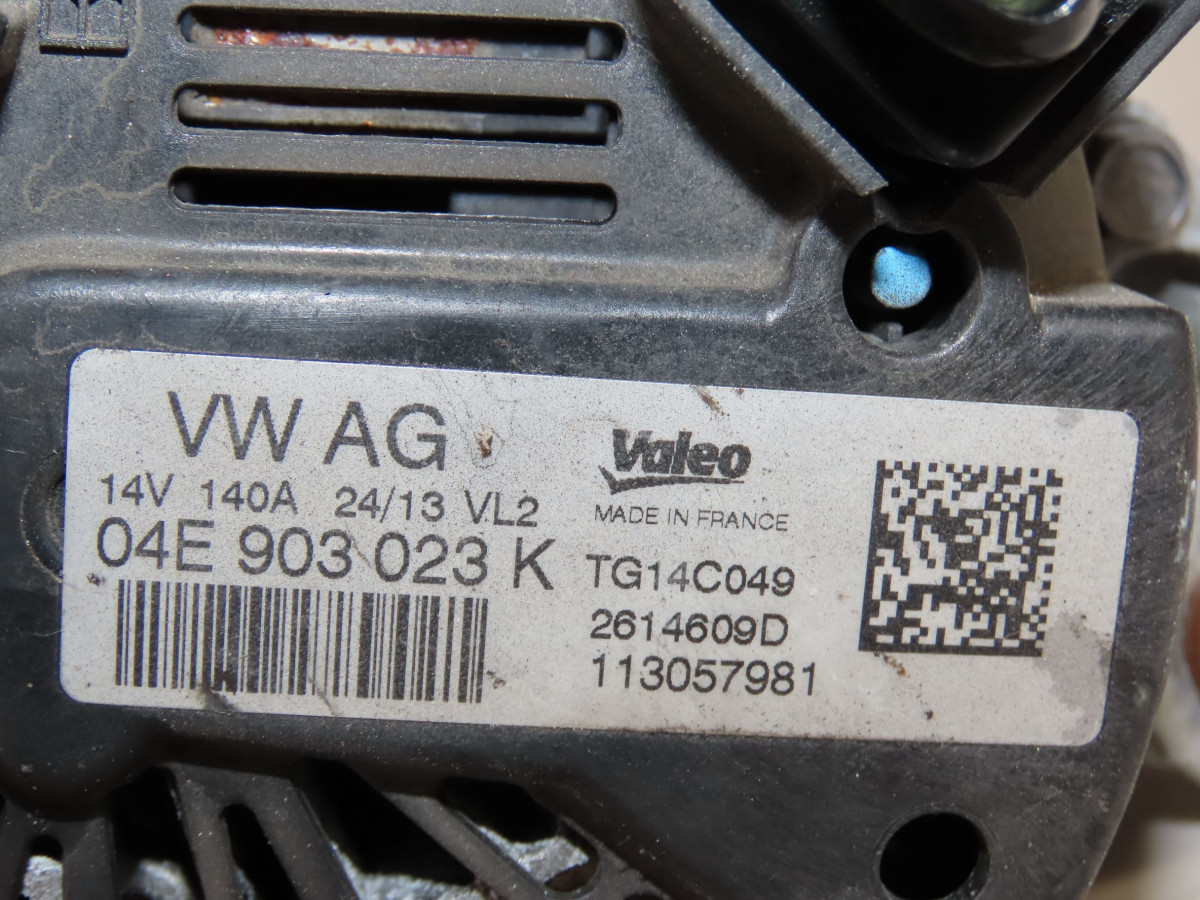 VW AG
14V 140A 24/13 VL2
04E 903 023 K
Valeo
MADE IN FRANCE
TG14C049
2614609D
113057981